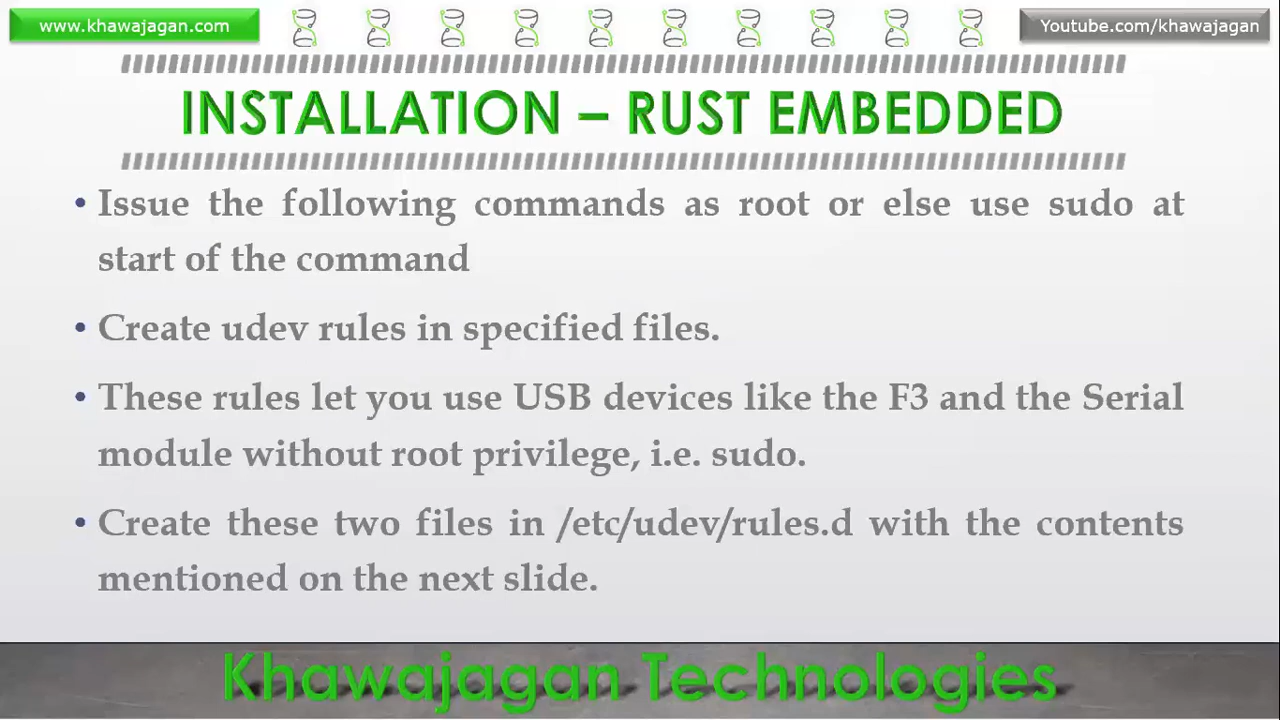 www.khawajagan.com
Youtube.com/khawajagan
INSTALLATION – RUST EMBEDDED
• Issue the following commands as root or else use sudo at
start of the command
• Create udev rules in specified files.
• These rules let you use USB devices like the F3 and the Serial
module without root privilege, i.e. sudo.
• Create these two files in /etc/udev/rules.d with the contents
mentioned on the next slide.
Khawajagan Technologies